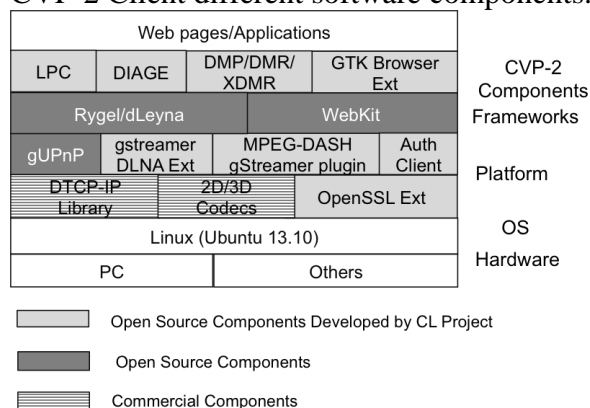 CVP-2 Client different software components.
Web pages/Applications
LPC
DIAGE
DMP/DMR/
XDMR
GTK Browser
Ext
CVP-2
Components
Rygel/dLeyna
WebKit
Frameworks
gUPnP
gstreamer
DLNA Ext
MPEG-DASH
gStreamer plugin
Auth
Client
Platform
DTCP-IP
Library
2D/3D
Codecs
OpenSSL Ext
Linux (Ubuntu 13.10)
OS
PC
Others
Hardware
Open Source Components Developed by CL Project
Open Source Components
Commercial Components